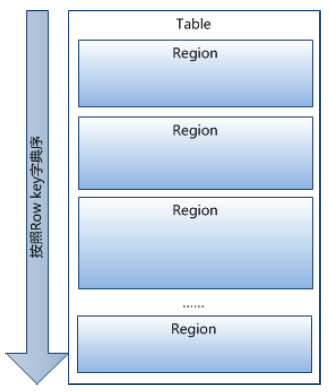 Table
Region
Region
Region
......
Region
按照Row key字典序